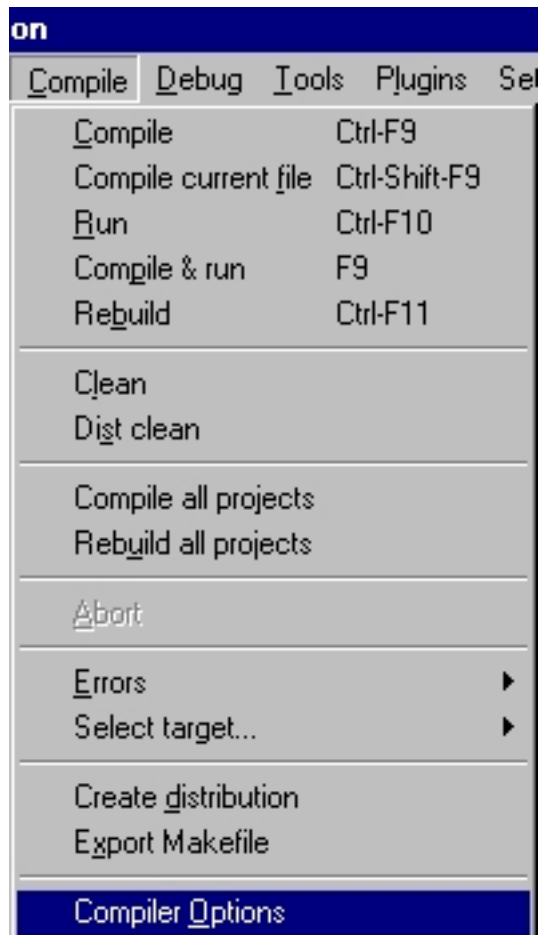 on
Compile Debug Tools Plugins Set
Compile Ctrl-F9
Compile current file Ctrl-Shift-F9
Run Ctrl-F10
Compile & run F9
Rebuild Ctrl-F11
Clean
Dist clean
Compile all projects
Rebuild all projects
Abort
Errors
Select target...
Create distribution
Export Makefile
Compiler Options